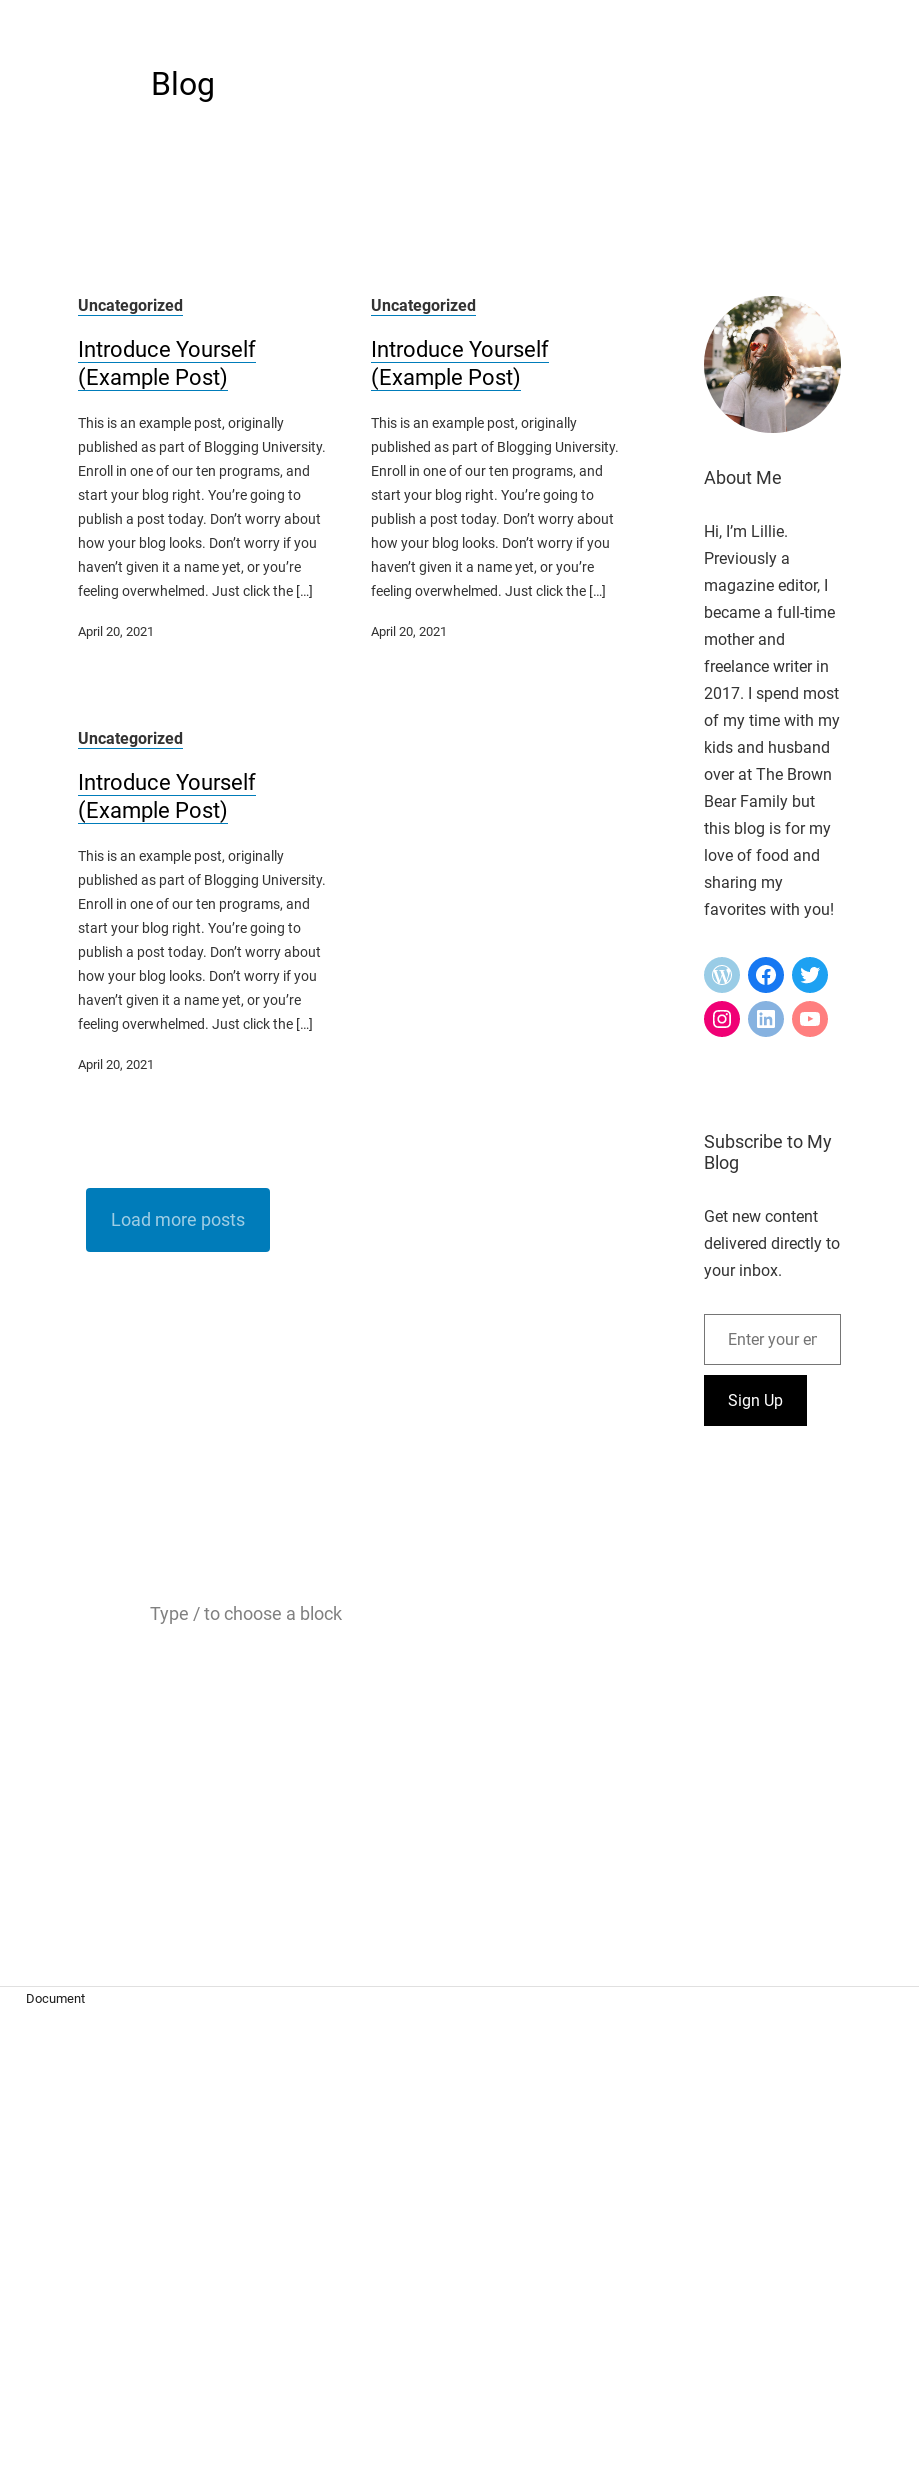 Blog
Uncategorized
Introduce Yourself
(Example Post)
This is an example post, originally
published as part of Blogging University.
Enroll in one of our ten programs, and
start your blog right. You’re going to
publish a post today. Don’t worry about
how your blog looks. Don’t worry if you
haven’t given it a name yet, or you’re
feeling overwhelmed. Just click the […]
April 20, 2021
Uncategorized
Introduce Yourself
(Example Post)
This is an example post, originally
published as part of Blogging University.
Enroll in one of our ten programs, and
start your blog right. You’re going to
publish a post today. Don’t worry about
how your blog looks. Don’t worry if you
haven’t given it a name yet, or you’re
feeling overwhelmed. Just click the […]
April 20, 2021
Uncategorized
Introduce Yourself
(Example Post)
This is an example post, originally
published as part of Blogging University.
Enroll in one of our ten programs, and
start your blog right. You’re going to
publish a post today. Don’t worry about
how your blog looks. Don’t worry if you
haven’t given it a name yet, or you’re
feeling overwhelmed. Just click the […]
April 20, 2021
Load more posts
About Me
Hi, I’m Lillie.
Previously a
magazine editor, I
became a full-time
mother and
freelance writer in
2017. I spend most
of my time with my
kids and husband
over at The Brown
Bear Family but
this blog is for my
love of food and
sharing my
favorites with you!
Subscribe to My
Blog
Get new content
delivered directly to
your inbox.
Enter your er
Sign Up
Type / to choose a block
Document